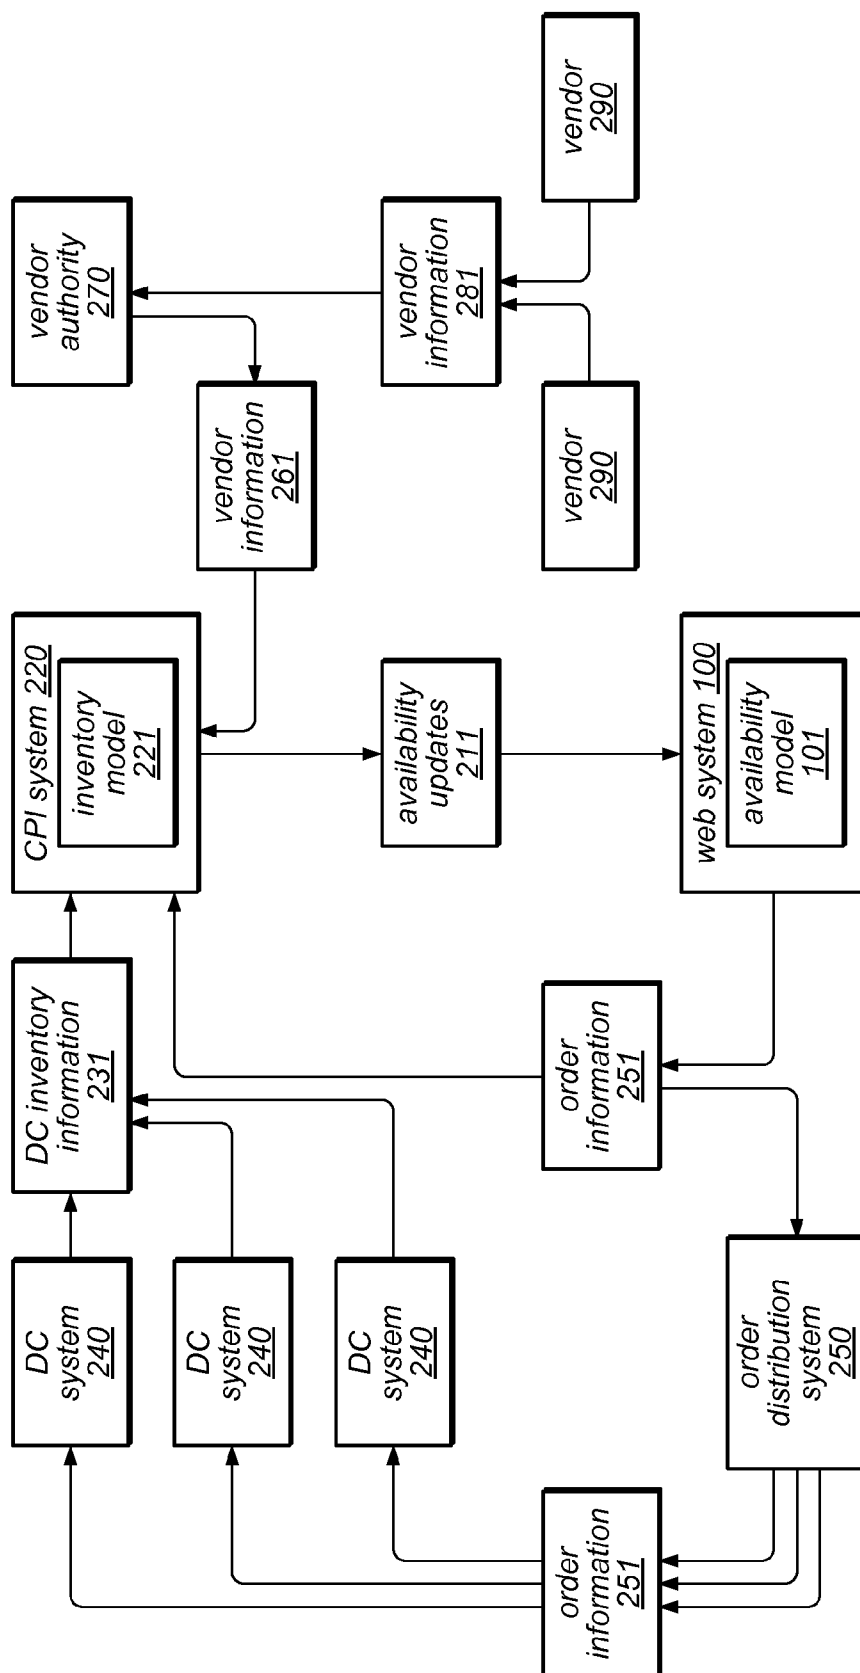 DC
system
240
DC inventory
information
231
CPI system 220
inventory
model
221
vendor
authority
270
DC
system
240
vendor
information
261
DC
system
240
availability
updates
211
vendor
information
281
order
information
251
order
information
251
vendor
290
vendor
290
order
distribution
system
250
web system 100
availability
model
101